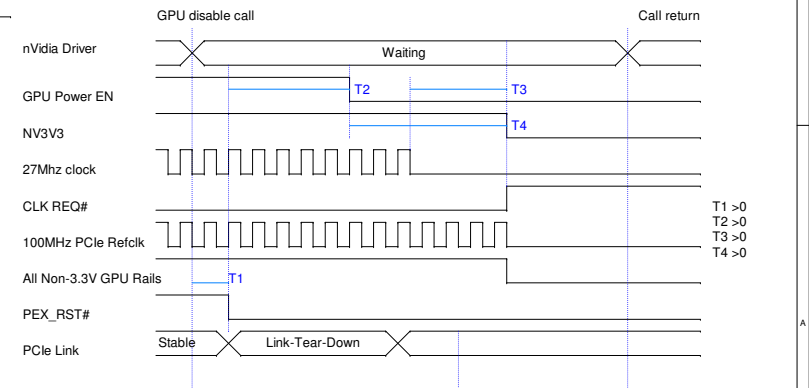 GPU disable call
Call return
nVidia Driver
Waiting
GPU Power EN
T2
T3
NV3V3
T4
27Mhz clock
CLK REQ#
T1 >0
T2 >0
T3 >0
T4 >0
100MHz PCIe Refclk
All Non-3.3V GPU Rails
T1
PEX_RST#
A
PCIe Link
Stable
Link-Tear-Down